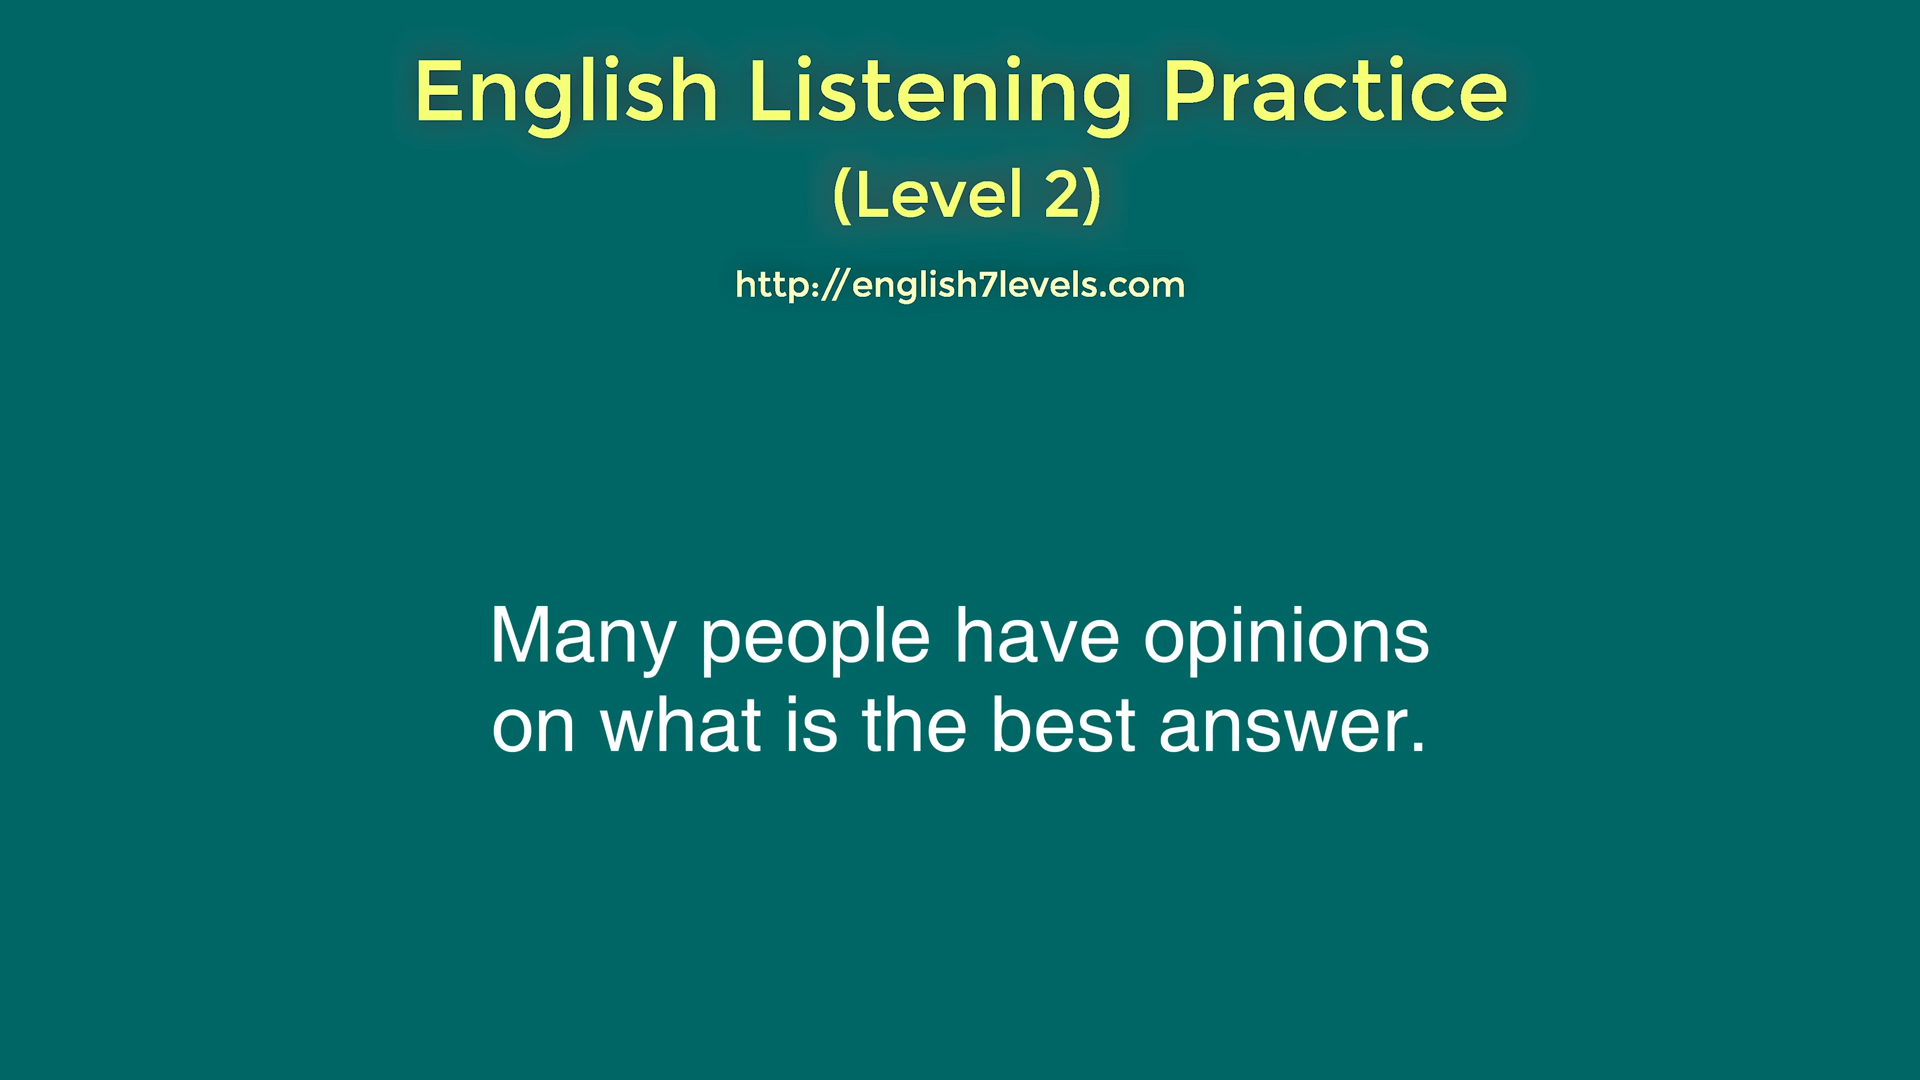 English Listening Practice
(Level 2)
http://english7levels.com
Many people have opinions
on what is the best answer.